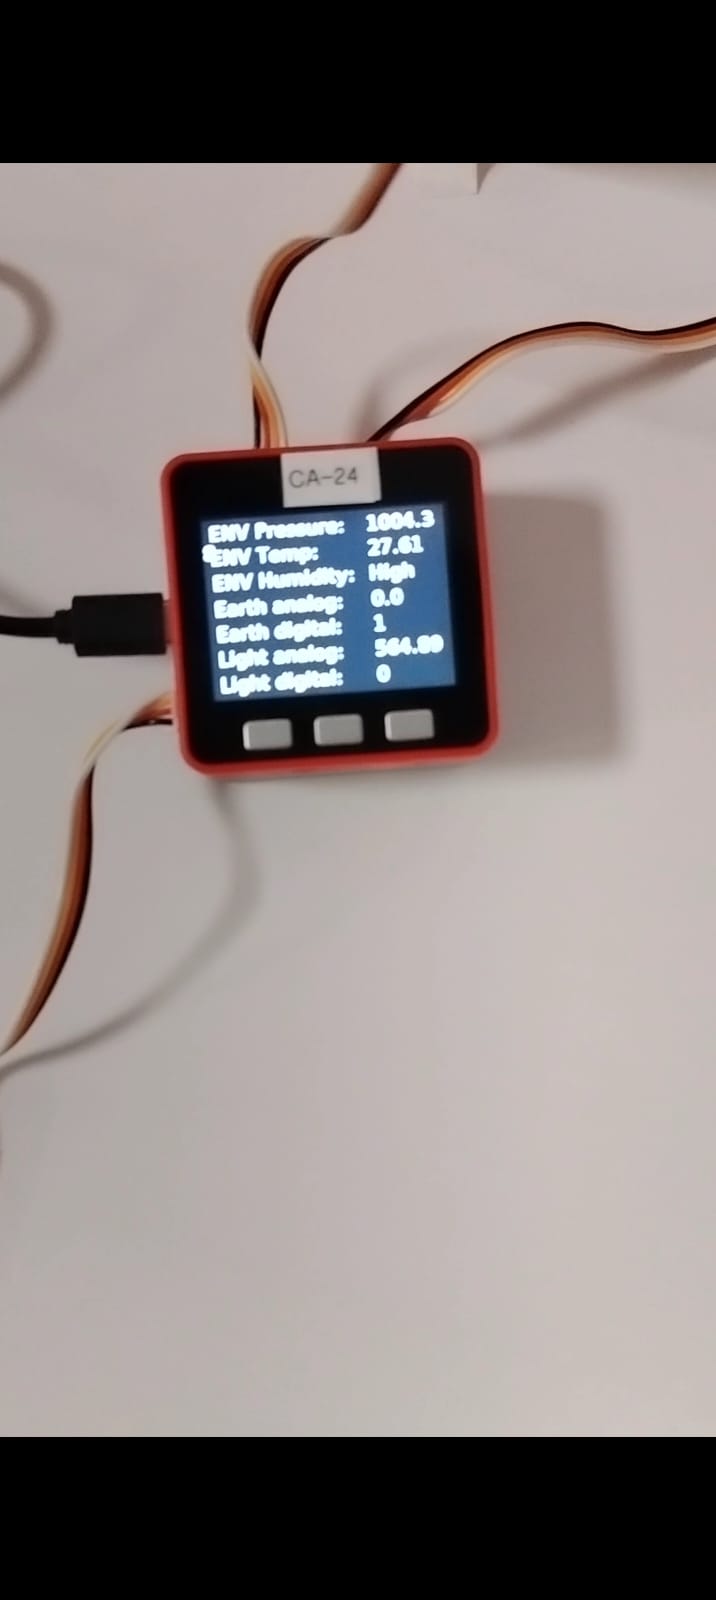 CA-24
ENV Pressure: 1004.3
ENV Temp: 27.61
ENV Humidity: High
Earth analog: 0.0
Earth digital: 1
Light analog:
Light digital: 0